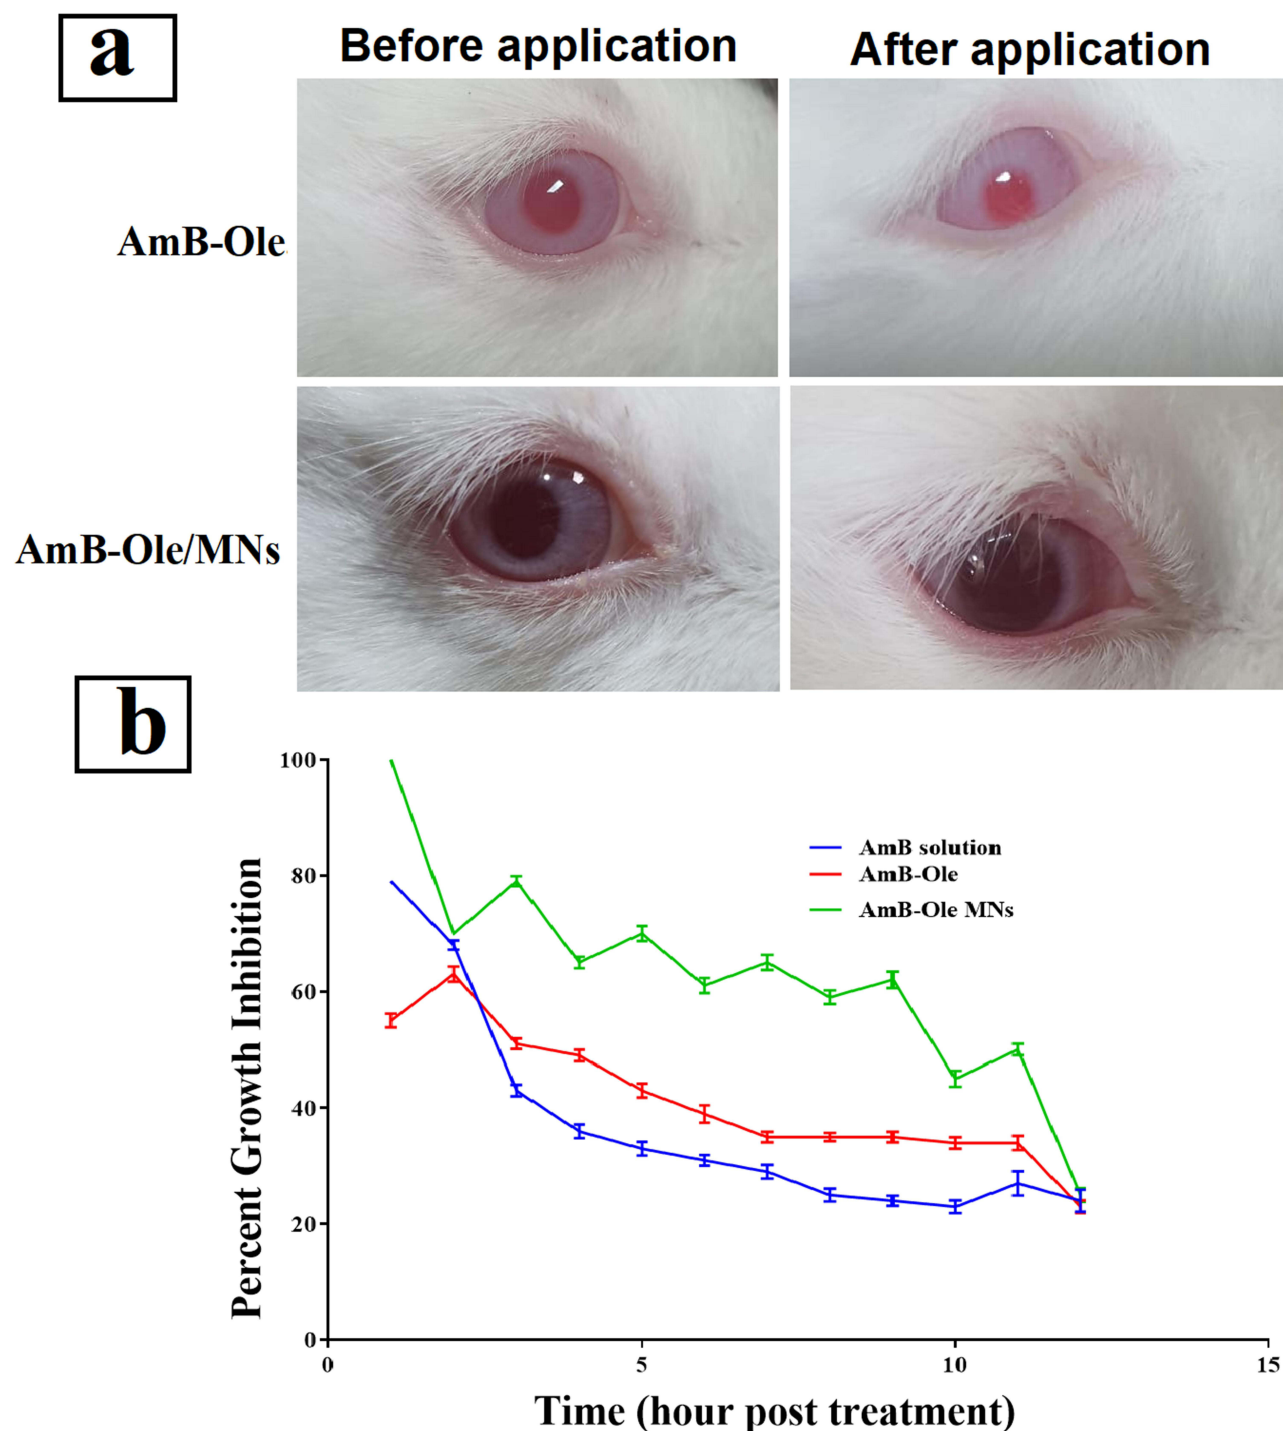 a
Before application
After application
AmB-Ole
AmB-Ole/MNs
b
Percent Growth Inhibition
100
80
60
40
20
0
AmB solution
AmB-Ole
AmB-Ole MNs
0
5
10
15
Time (hour post treatment)